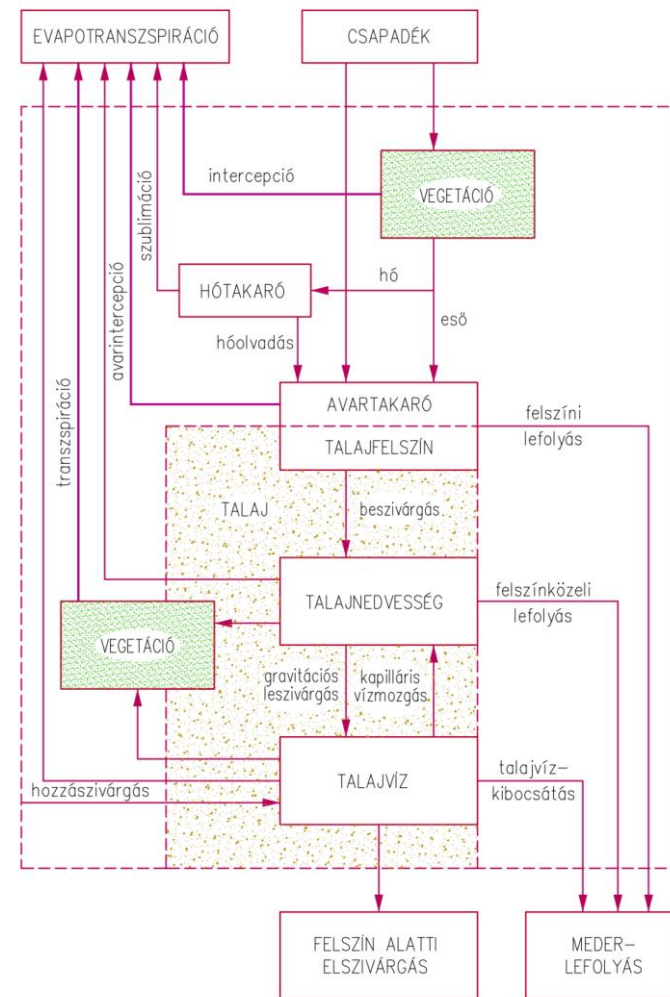 EVAPOTRANSZSPIRÁCIÓ
CSAPADÉK
intercepció
VEGETÁCIÓ
szublimáció
HÓTAKARÓ
hó
eső
hóolvadás
avarintercepció
transzspiráció
AVARTAKARÓ
TALAJFELSZÍN
felszíni
lefolyás
TALAJ
beszivárgás
TALAJNEDVESSÉG
felszínközeli
lefolyás
VEGETÁCIÓ
gravitációs
leszivárgás
kapilláris
vízmozgás
TALAJVÍZ
talajvíz-
kibocsátás
hozzászivárgás
FELSZÍN ALATTI
ELSZIVÁRGÁS
MEDER-
LEFOLYÁS